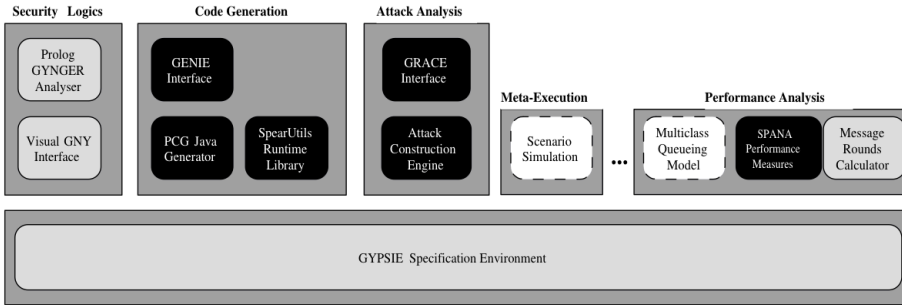 Security Logics
Code Generation
Attack Analysis
Prolog
GYNGER
Analyser
GENIE
Interface
GRACE
Interface
Meta-Execution
Performance Analysis
Visual GNY
Interface
PCG Java
Generator
SpearUtils
Runtime
Library
Attack
Construction
Engine
Scenario
Simulation
...
Multiclass
Queueing
Model
SPANA
Performance
Measures
Message
Rounds
Calculator
GYPSIE Specification Environment